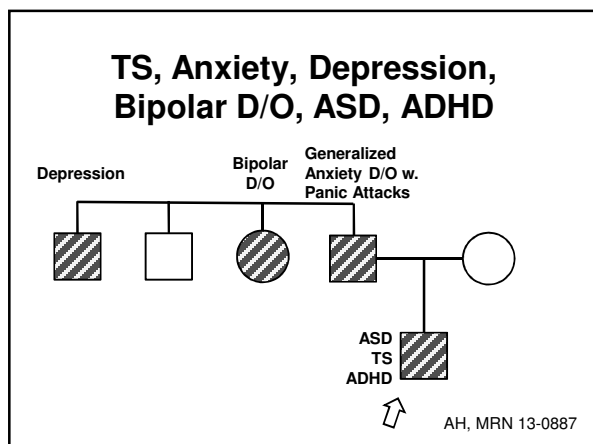 TS, Anxiety, Depression,
Bipolar D/O, ASD, ADHD
Depression
Bipolar
D/O
Generalized
Anxiety D/O w.
Panic Attacks
ASD
TS
ADHD
AH, MRN 13-0887